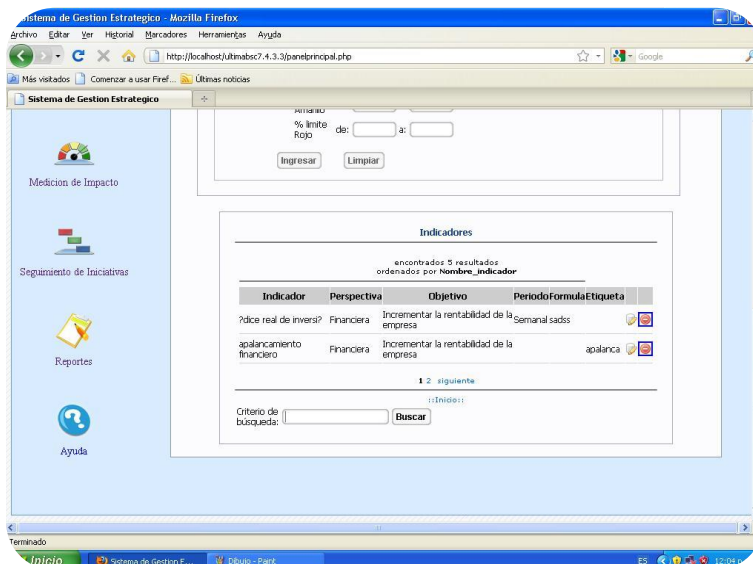 Sistema de Gestion Estrategico - Mozilla Firefox
Archivo Editar Ver Historial Marcadores Herramientas Ayuda
http://localhost/ultimabsc7.4.3.3/panelprincipal.php
Google
Más visitados Comenzar a usar Firef... Últimas noticias
Sistema de Gestion Estrategico
Amarillo
% limite
Rojo
de: a:
Ingresar Limpiar
Medicion de Impacto
Seguimiento de Iniciativas
Reportes
Ayuda
Indicadores
encontrados 5 resultados
ordenados por Nombre_indicador
Indicador Perspectiva Objetivo Periodo Formula Etiqueta
?dice real de inversi? Financiera Incrementar la rentabilidad de la empresa Semanal sadss
apalancamiento financiero Financiera Incrementar la rentabilidad de la empresa apalanca
1 2 siguiente
::Inicio::
Criterio de
búsqueda:
Buscar
Terminado
Inicio Sistema de Gestion E... Dibujo - Paint ES 12:04